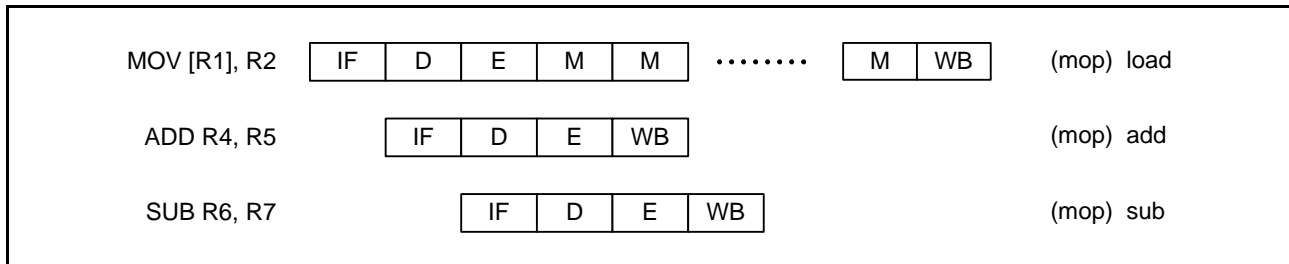 MOV [R1], R2 IF D E M M ········ M WB (mop) load
ADD R4, R5 IF D E WB (mop) add
SUB R6, R7 IF D E WB (mop) sub